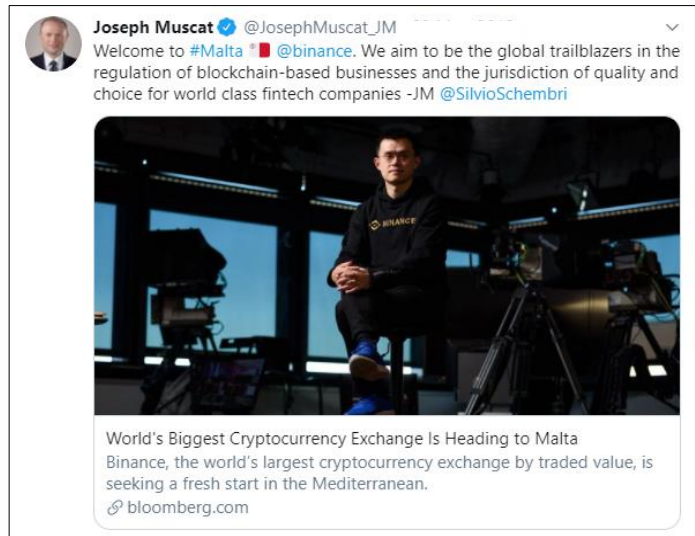 Joseph Muscat @JosephMuscat_JM
Welcome to #Malta 🇲🇹 @binance. We aim to be the global trailblazers in the
regulation of blockchain-based businesses and the jurisdiction of quality and
choice for world class fintech companies -JM @SilvioSchembri
BINANCE
World's Biggest Cryptocurrency Exchange Is Heading to Malta
Binance, the world's largest cryptocurrency exchange by traded value, is
seeking a fresh start in the Mediterranean.
bloomberg.com